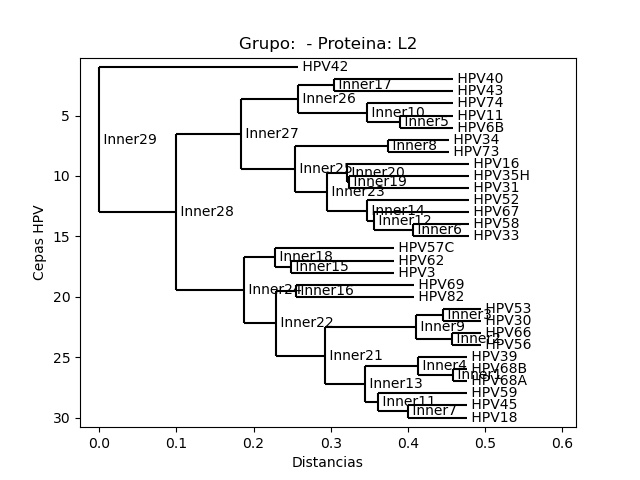 Grupo:  - Proteina: L2
HPV42
HPV40
Inner17
HPV43
Inner26
HPV74
Inner10
HPV11
Inner5
HPV6B
Inner29
Inner27
HPV34
Inner8
HPV73
HPV16
Inner25
Inner20
HPV35H
Inner19
HPV31
Inner23
HPV52
Inner14
HPV67
Inner28
Inner12
HPV58
Inner6
HPV33
HPV57C
Inner18
HPV62
Inner15
HPV3
HPV69
Inner24
Inner16
HPV82
HPV53
Inner3
HPV30
Inner22
Inner9
HPV66
Inner2
HPV56
Inner21
HPV39
Inner4
HPV68B
Inner1
HPV68A
Inner13
HPV59
Inner11
HPV45
Inner7
HPV18
5
10
15
20
25
30
Cepas HPV
0.0 0.1 0.2 0.3 0.4 0.5 0.6
Distancias